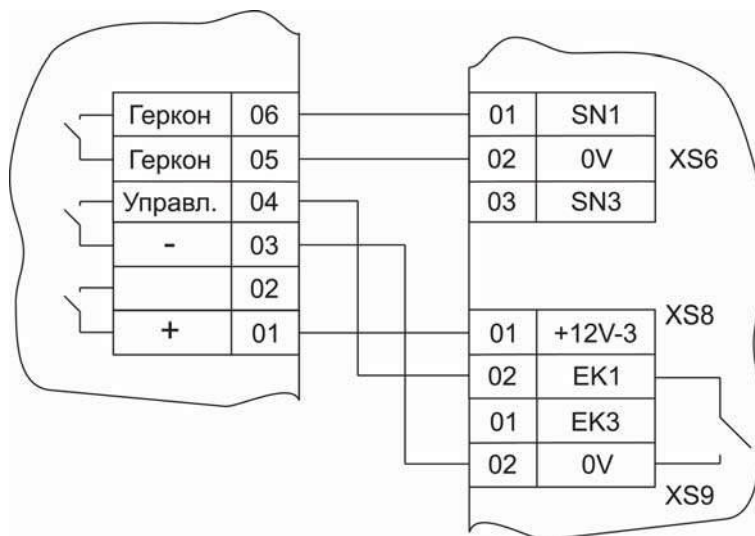 Геркон 06
Геркон 05
Управл. 04
- 03
02
+ 01
01 SN1
02 0V
03 SN3
XS6
01 +12V-3
02 EK1
XS8
01 EK3
02 0V
XS9